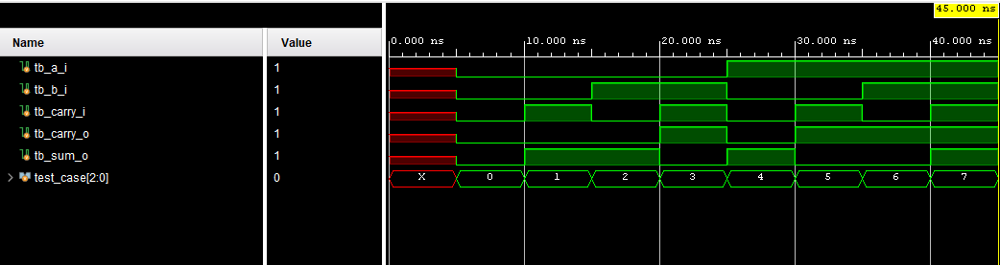 45.000 ns
Name Value
0.000 ns 10.000 ns 20.000 ns 30.000 ns 40.000 ns
tb_a_i 1
tb_b_i 1
tb_carry_i 1
tb_carry_o 1
tb_sum_o 1
test_case[2:0] 0 X 0 1 2 3 4 5 6 7